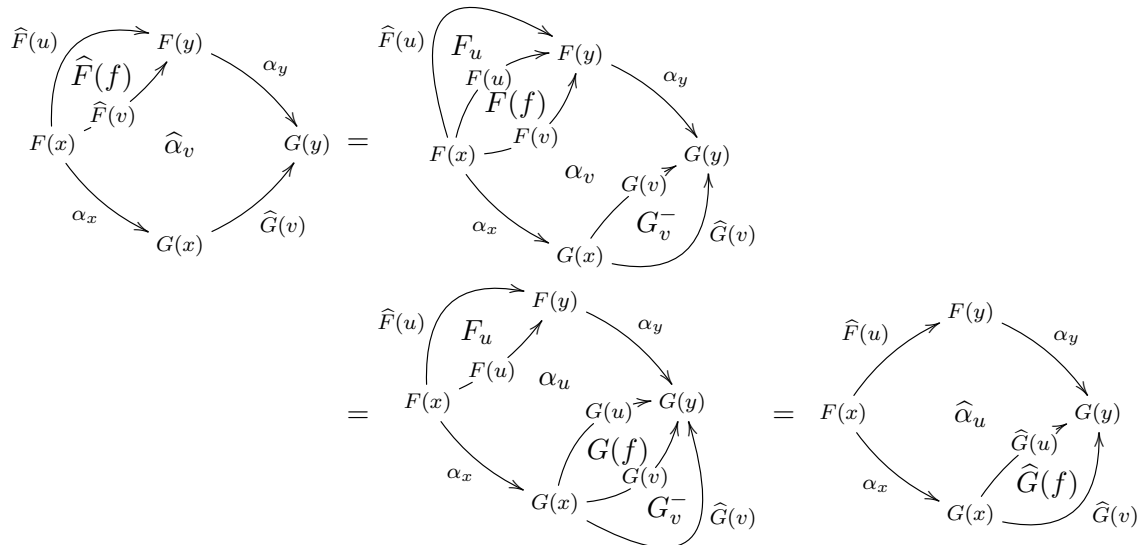 F̂(u) F(y) α_y F̂(f) F̂(v) F(x) α̂_v G(y) α_x Ĝ(v) G(x)
=
F̂(u) F_u F(y) α_y F(u) F(f) F(v) F(x) α_v G(y) G(v) α_x G_v^- Ĝ(v) G(x)
=
F̂(u) F(y) α_y F_u F(u) α_u F(x) G(u) G(y) G(f) α_x G(v) G(x) G_v^- Ĝ(v)
=
F(y) F̂(u) α_y F(x) α̂_u G(y) Ĝ(u) α_x Ĝ(f) Ĝ(v) G(x)